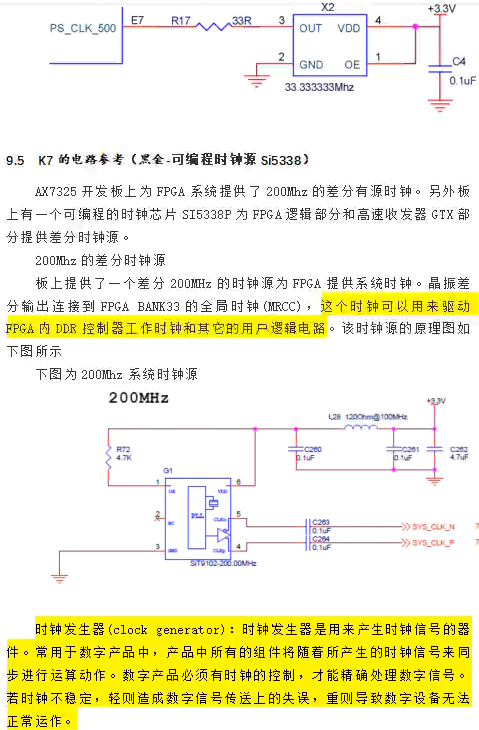 +3.3V
X2
PS_CLK_500
E7
R17
33R
3
OUT
VDD
4
2
GND
OE
1
C4
0.1uF
33.333333Mhz
9.5 K7的电路参考（黑金-可编程时钟源 Si5338）
AX7325 开发板上为 FPGA 系统提供了 200Mhz 的差分有源时钟。另外板
上有一个可编程的时钟芯片 SI5338P 为 FPGA 逻辑部分和高速收发器 GTX 部
分提供差分时钟源。
200Mhz 的差分时钟源
板上提供了一个差分 200MHz 的时钟源为 FPGA 提供系统时钟。晶振差
分输出连接到 FPGA BANK33 的全局时钟(MRCC)，这个时钟可以用来驱动
FPGA 内 DDR 控制器工作时钟和其它的用户逻辑电路。该时钟源的原理图如
下图所示
下图为 200Mhz 系统时钟源
200MHz
+3.3V
L28 120Ohm@100MHz
R72
4.7K
C260
0.1uF
C261
0.1uF
C262
4.7uF
G1
1
OE
VDD
6
PLL
2
NC
CLKn
5
C263
0.1uF
SYS_CLK_N
7
3
GND
CLKp
4
C264
0.1uF
SYS_CLK_P
7
SiT9102-200.00MHz
时钟发生器(clock generator)：时钟发生器是用来产生时钟信号的器
件。常用于数字产品中，产品中所有的组件将随着所产生的时钟信号来同
步进行运算动作。数字产品必须有时钟的控制，才能精确处理数字信号。
若时钟不稳定，轻则造成数字信号传送上的失误，重则导致数字设备无法
正常运作。